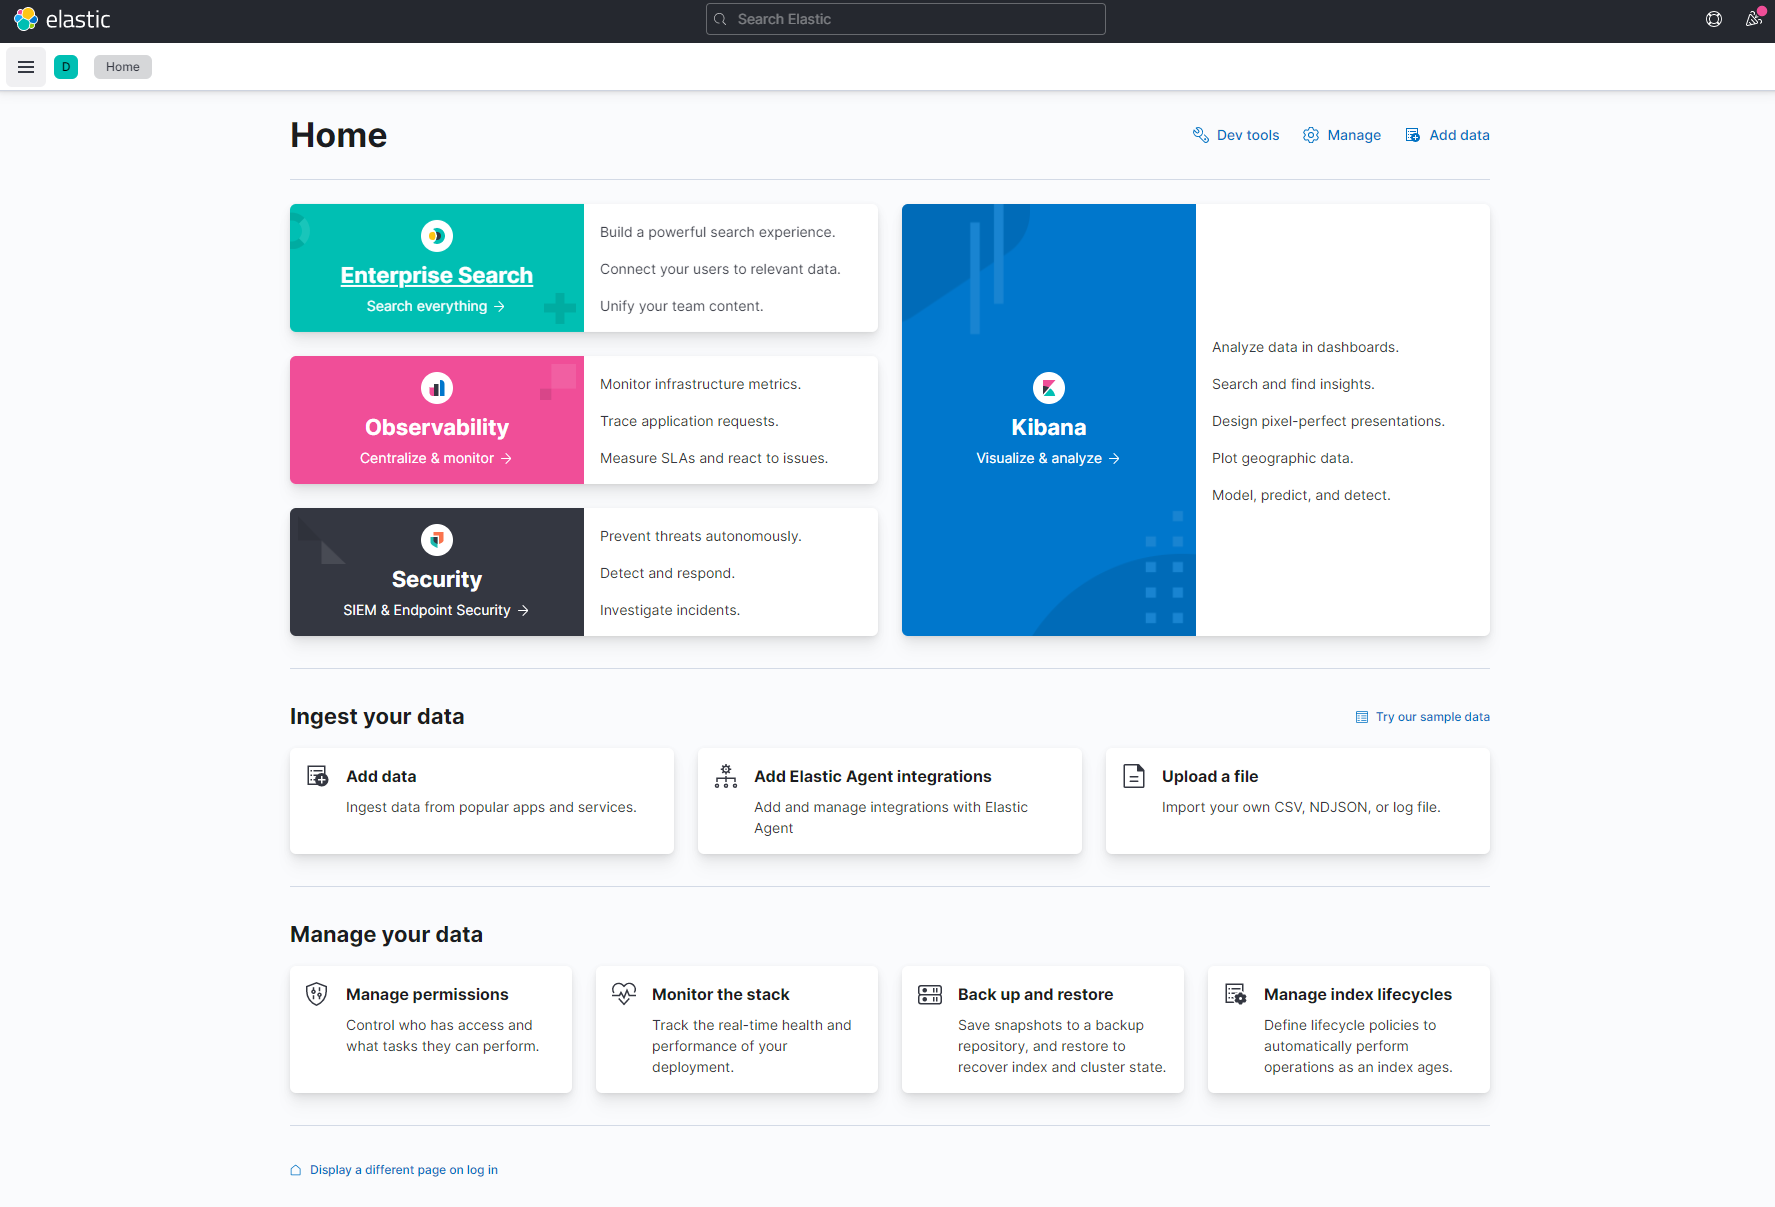 elastic
Search Elastic
D
Home
Home
Dev tools
Manage
Add data
Enterprise Search
Search everything →
Build a powerful search experience.
Connect your users to relevant data.
Unify your team content.
Observability
Centralize & monitor →
Monitor infrastructure metrics.
Trace application requests.
Measure SLAs and react to issues.
Security
SIEM & Endpoint Security →
Prevent threats autonomously.
Detect and respond.
Investigate incidents.
Kibana
Visualize & analyze →
Analyze data in dashboards.
Search and find insights.
Design pixel-perfect presentations.
Plot geographic data.
Model, predict, and detect.
Ingest your data
Try our sample data
Add data
Ingest data from popular apps and services.
Add Elastic Agent integrations
Add and manage integrations with Elastic
Agent
Upload a file
Import your own CSV, NDJSON, or log file.
Manage your data
Manage permissions
Control who has access and
what tasks they can perform.
Monitor the stack
Track the real-time health and
performance of your
deployment.
Back up and restore
Save snapshots to a backup
repository, and restore to
recover index and cluster state.
Manage index lifecycles
Define lifecycle policies to
automatically perform
operations as an index ages.
Display a different page on log in